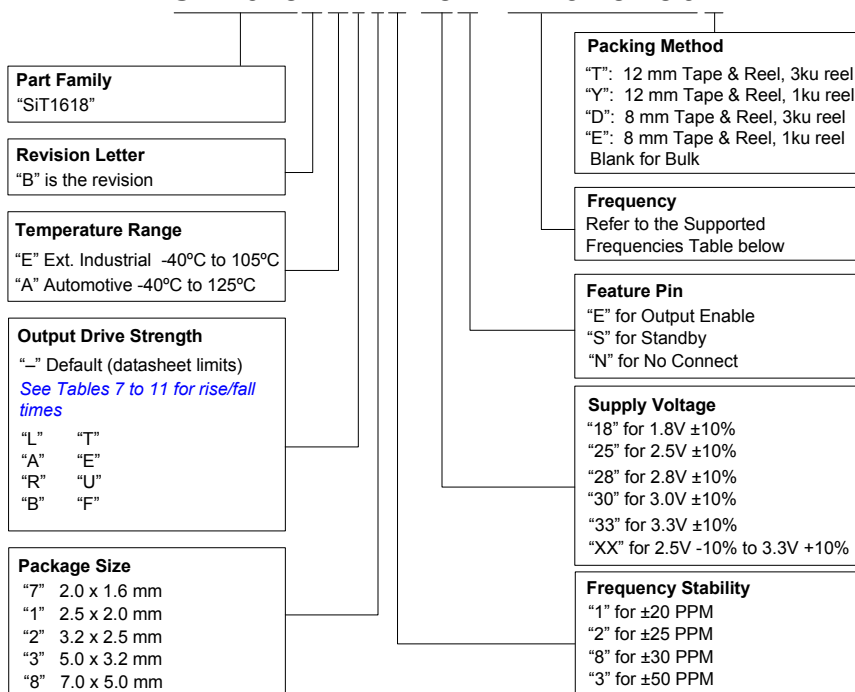 Part Family
“SiT1618”
Revision Letter
“B” is the revision
Temperature Range
“E” Ext. Industrial -40ºC to 105ºC
“A” Automotive -40ºC to 125ºC
Output Drive Strength
“–” Default (datasheet limits)
See Tables 7 to 11 for rise/fall
times
“L” “T”
“A” “E”
“R” “U”
“B” “F”
Package Size
“7” 2.0 x 1.6 mm
“1” 2.5 x 2.0 mm
“2” 3.2 x 2.5 mm
“3” 5.0 x 3.2 mm
“8” 7.0 x 5.0 mm
Packing Method
“T”: 12 mm Tape & Reel, 3ku reel
“Y”: 12 mm Tape & Reel, 1ku reel
“D”: 8 mm Tape & Reel, 3ku reel
“E”: 8 mm Tape & Reel, 1ku reel
Blank for Bulk
Frequency
Refer to the Supported
Frequencies Table below
Feature Pin
“E” for Output Enable
“S” for Standby
“N” for No Connect
Supply Voltage
“18” for 1.8V ±10%
“25” for 2.5V ±10%
“28” for 2.8V ±10%
“30” for 3.0V ±10%
“33” for 3.3V ±10%
“XX” for 2.5V -10% to 3.3V +10%
Frequency Stability
“1” for ±20 PPM
“2” for ±25 PPM
“8” for ±30 PPM
“3” for ±50 PPM